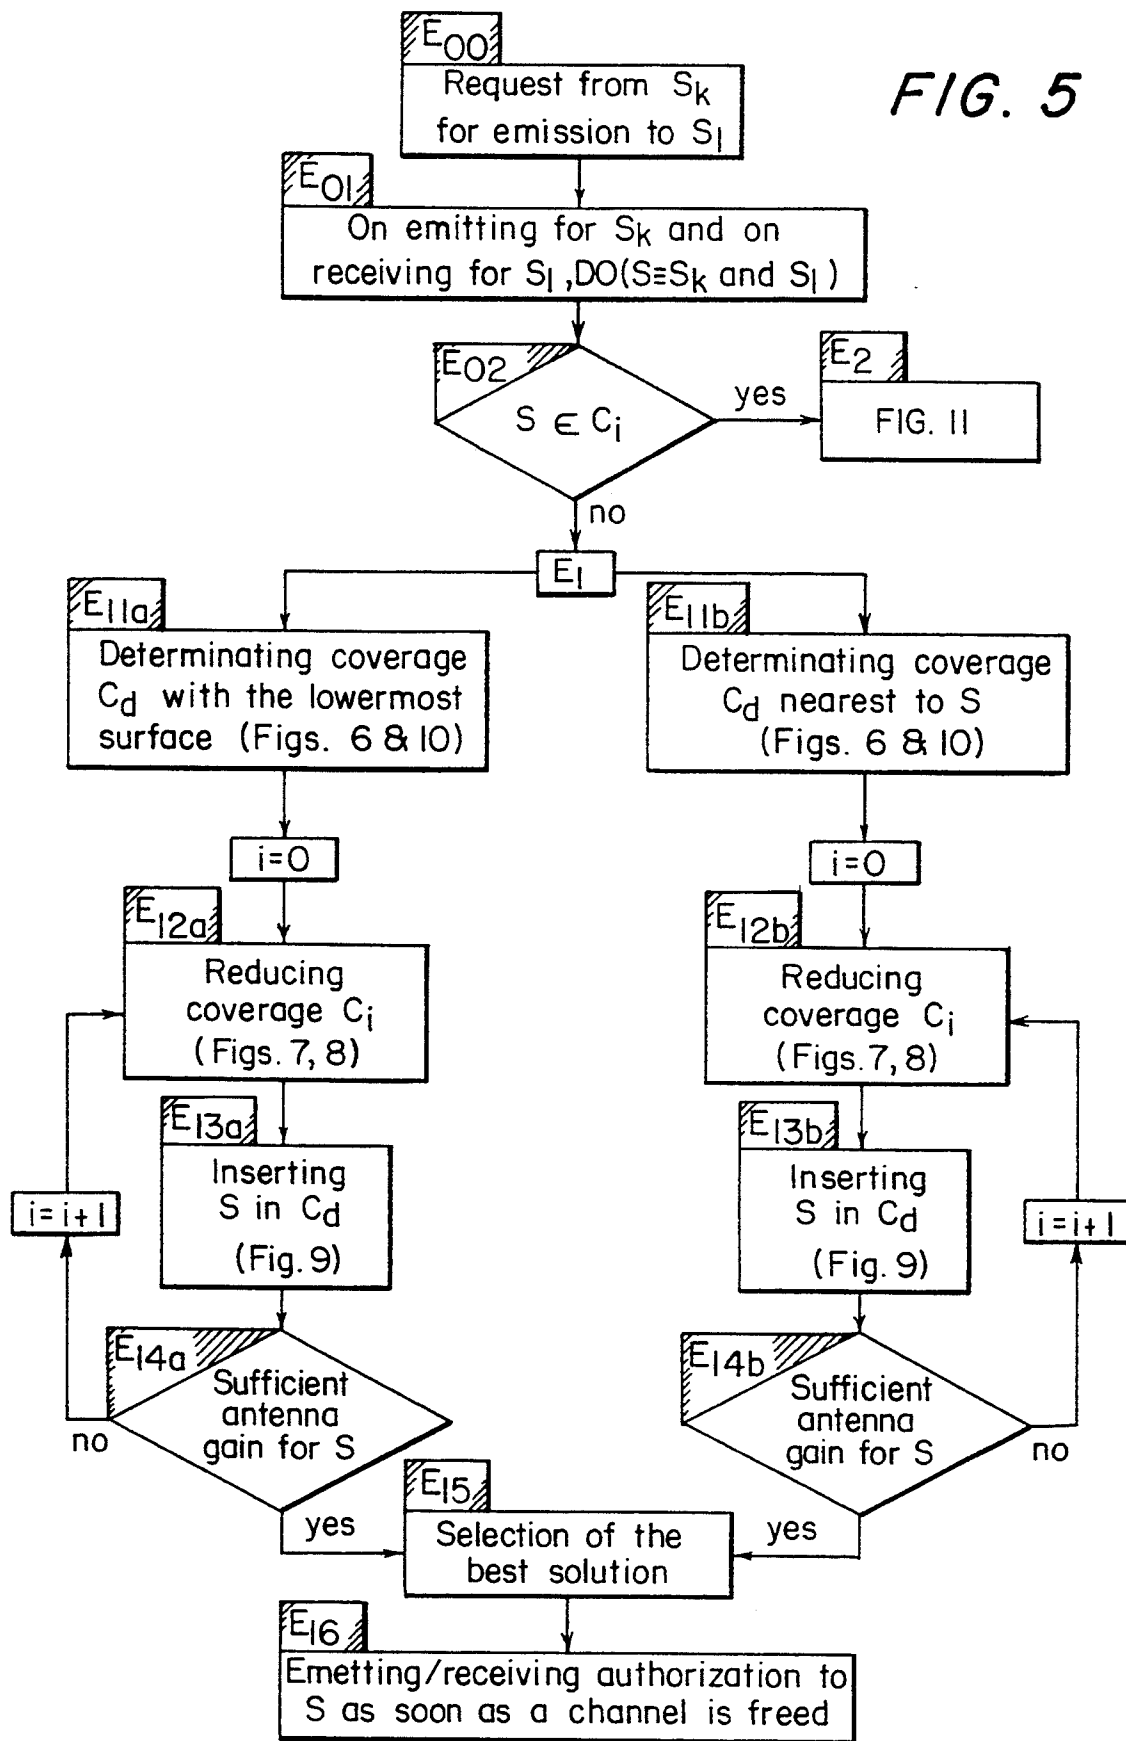 E00
FIG. 5
Request from Sk
for emission to Sl
E01
On emitting for Sk and on
receiving for Sl ,DO(S≡Sk and Sl )
E02
S ∈ Ci
yes
E2
FIG. 11
no
E1
E11a
Determinating coverage
Cd with the lowermost
surface (Figs. 6 & 10)
E11b
Determinating coverage
Cd nearest to S
(Figs. 6 & 10)
i=0
i=0
E12a
Reducing
coverage Ci
(Figs. 7, 8)
E12b
Reducing
coverage Ci
(Figs. 7, 8)
E13a
Inserting
S in Cd
(Fig. 9)
E13b
Inserting
S in Cd
(Fig. 9)
i=i+1
i=i+1
E14a
Sufficient
antenna
gain for S
no
yes
E14b
Sufficient
antenna
gain for S
no
yes
E15
Selection of the
best solution
E16
Emetting/receiving authorization to
S as soon as a channel is freed